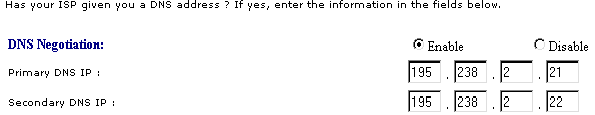 Has your ISP given you a DNS address ? If yes, enter the information in the fields below.
DNS Negotiation: Enable Disable
Primary DNS IP : 195 . 238 . 2 . 21
Secondary DNS IP : 195 . 238 . 2 . 22